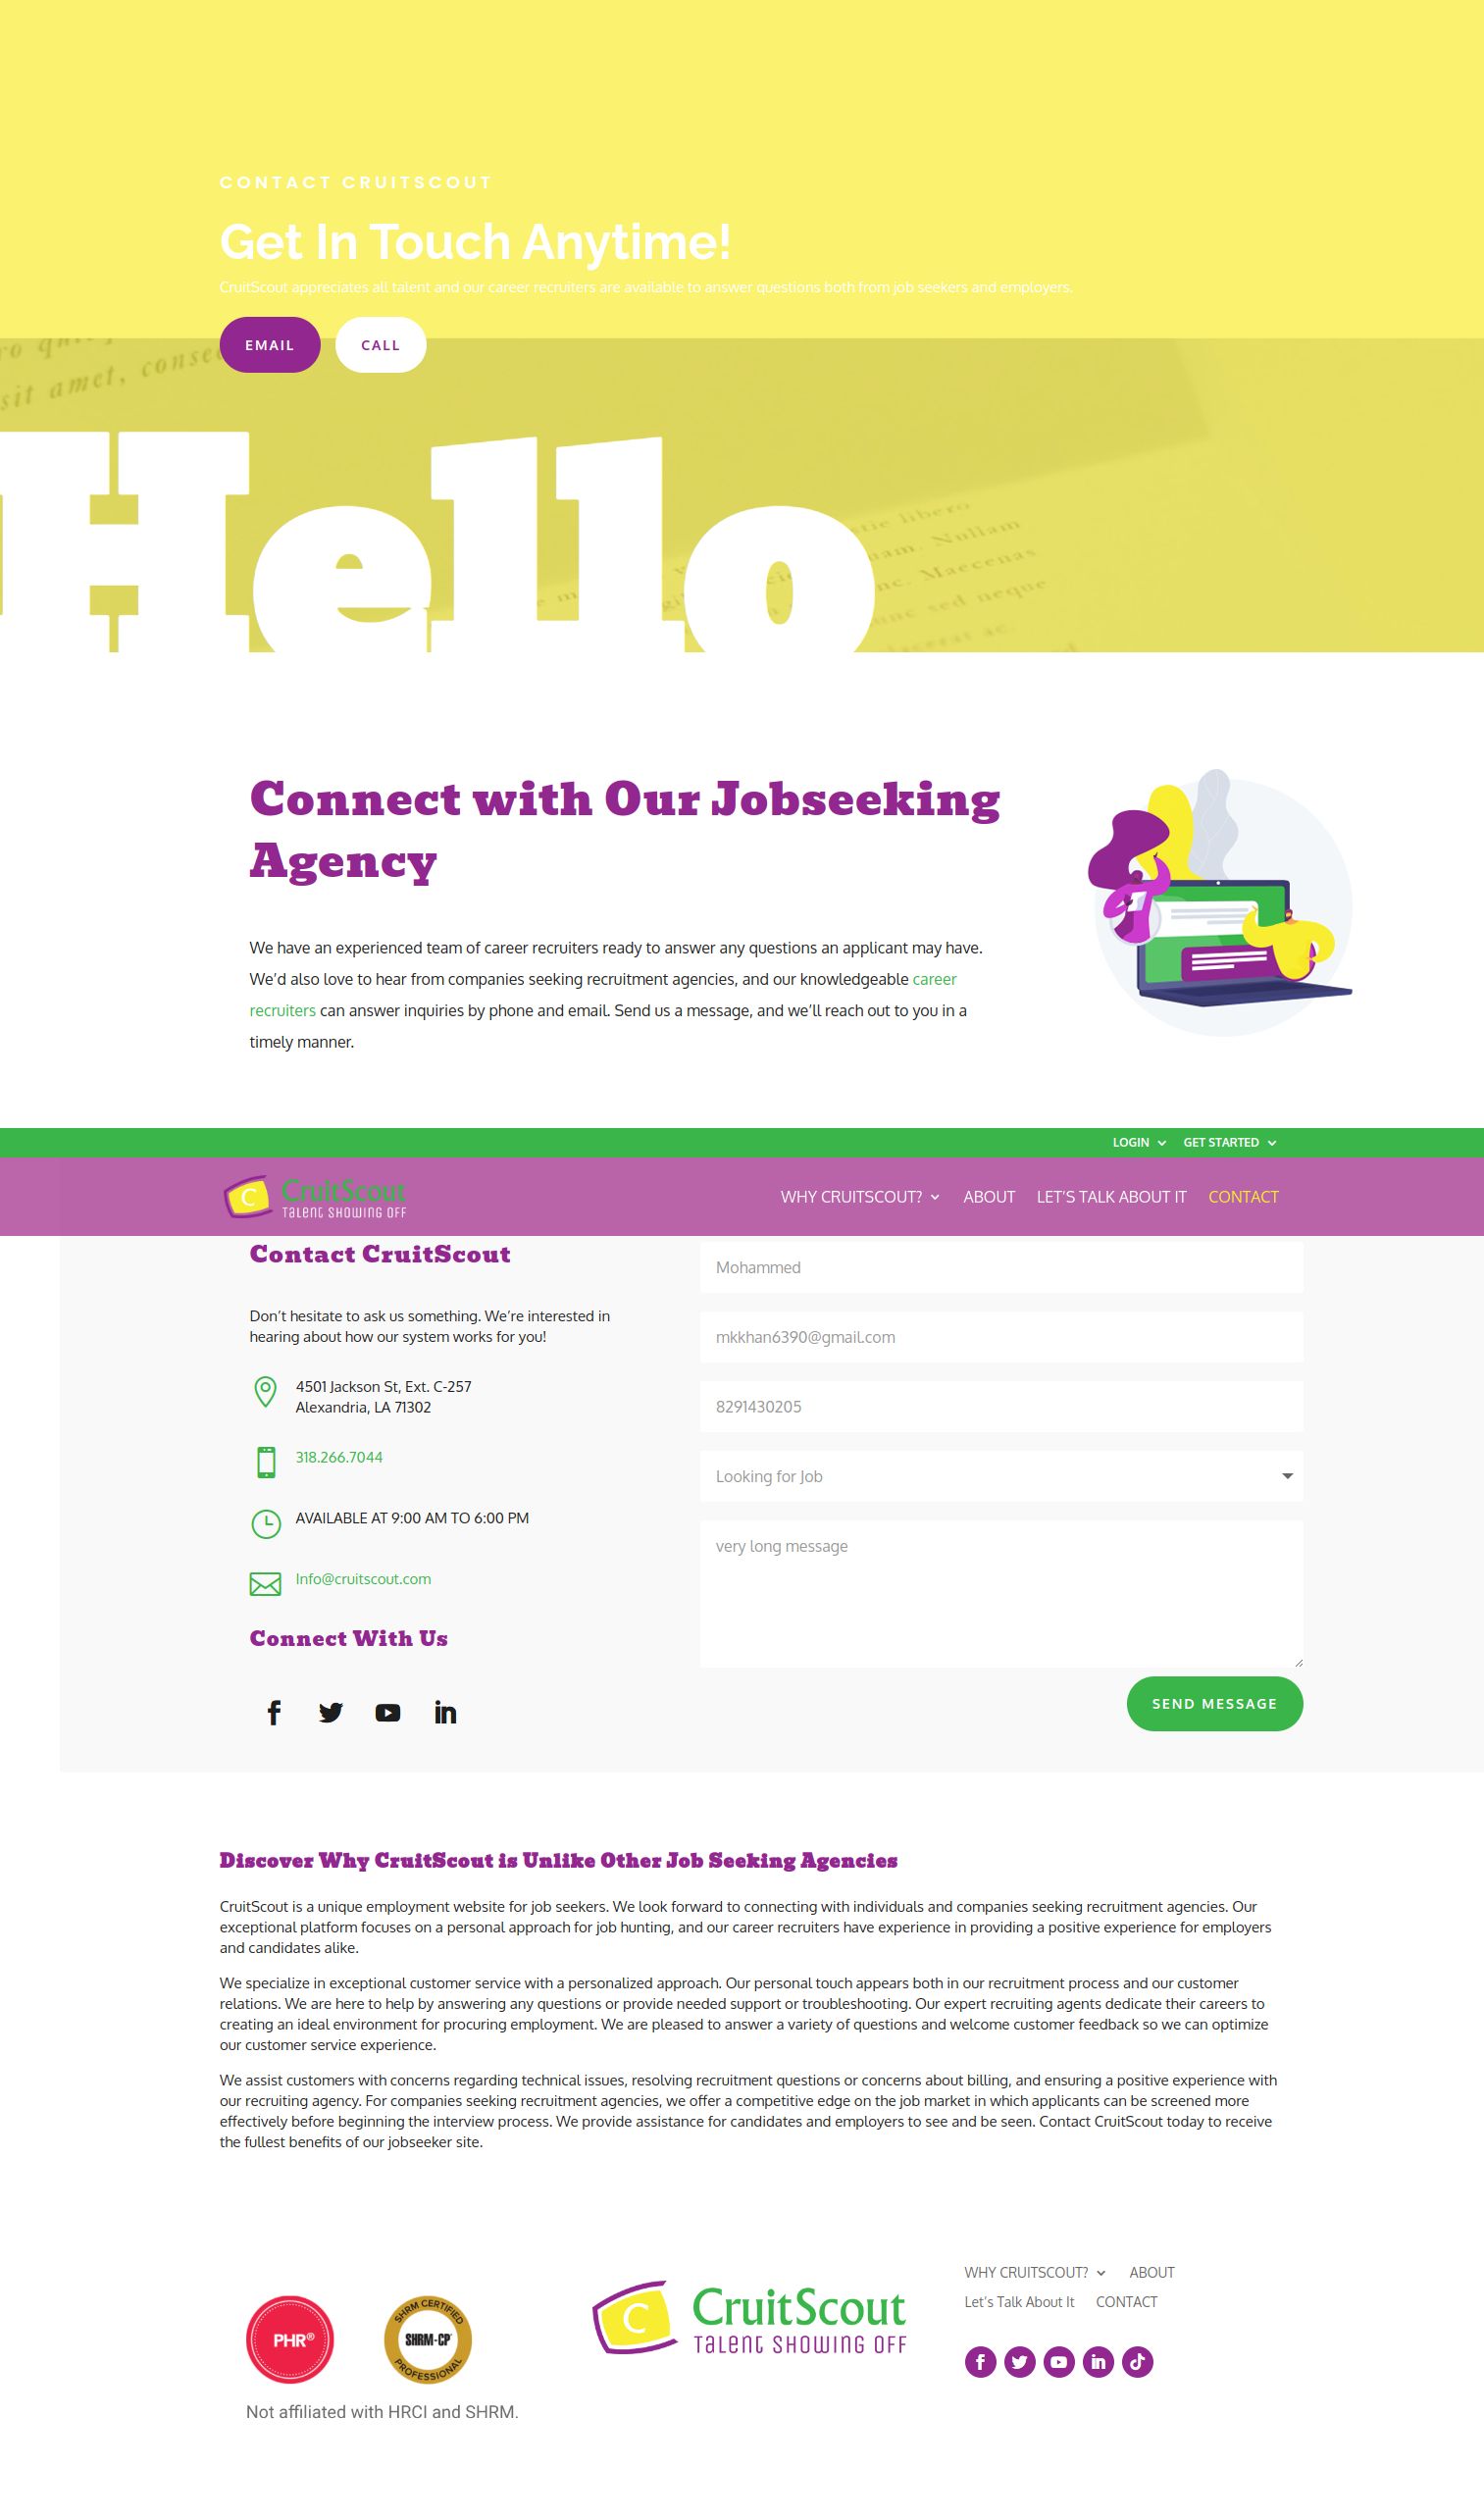 CONTACT CRUITSCOUT
Get In Touch Anytime!
CruitScout appreciates all talent and our career recruiters are available to answer questions both from job seekers and employers.
EMAIL CALL
sit amet, conse
Hello
libero
Nullam
Maecenas
sed neque
Connect with Our Jobseeking
Agency
We have an experienced team of career recruiters ready to answer any questions an applicant may have.
We’d also love to hear from companies seeking recruitment agencies, and our knowledgeable career
recruiters can answer inquiries by phone and email. Send us a message, and we’ll reach out to you in a
timely manner.
LOGIN GET STARTED
C CruitScout
Talent Showing Off
WHY CRUITSCOUT? ABOUT LET’S TALK ABOUT IT CONTACT
Contact CruitScout
Don’t hesitate to ask us something. We’re interested in
hearing about how our system works for you!
4501 Jackson St, Ext. C-257
Alexandria, LA 71302
318.266.7044
AVAILABLE AT 9:00 AM TO 6:00 PM
Info@cruitscout.com
Connect With Us
Mohammed
mkkhan6390@gmail.com
8291430205
Looking for Job
very long message
SEND MESSAGE
Discover Why CruitScout is Unlike Other Job Seeking Agencies
CruitScout is a unique employment website for job seekers. We look forward to connecting with individuals and companies seeking recruitment agencies. Our
exceptional platform focuses on a personal approach for job hunting, and our career recruiters have experience in providing a positive experience for employers
and candidates alike.
We specialize in exceptional customer service with a personalized approach. Our personal touch appears both in our recruitment process and our customer
relations. We are here to help by answering any questions or provide needed support or troubleshooting. Our expert recruiting agents dedicate their careers to
creating an ideal environment for procuring employment. We are pleased to answer a variety of questions and welcome customer feedback so we can optimize
our customer service experience.
We assist customers with concerns regarding technical issues, resolving recruitment questions or concerns about billing, and ensuring a positive experience with
our recruiting agency. For companies seeking recruitment agencies, we offer a competitive edge on the job market in which applicants can be screened more
effectively before beginning the interview process. We provide assistance for candidates and employers to see and be seen. Contact CruitScout today to receive
the fullest benefits of our jobseeker site.
PHR®
SHRM CERTIFIED
SHRM-CP®
PROFESSIONAL
Not affiliated with HRCI and SHRM.
C CruitScout
Talent Showing Off
WHY CRUITSCOUT? ABOUT
Let’s Talk About It CONTACT